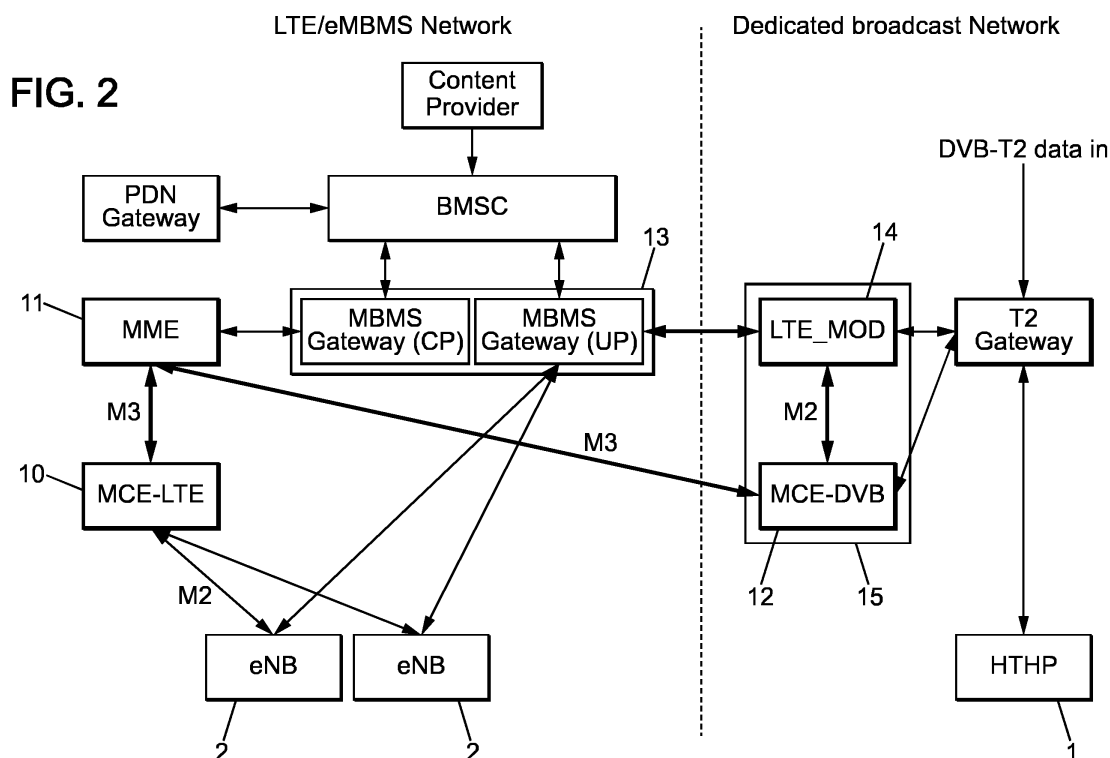 LTE/eMBMS Network
Dedicated broadcast Network
FIG. 2
Content
Provider
DVB-T2 data in
PDN
Gateway
BMSC
13
14
11
MME
MBMS
Gateway (CP)
MBMS
Gateway (UP)
LTE_MOD
T2
Gateway
M3
M3
M2
10
MCE-LTE
MCE-DVB
M2
12
15
eNB
eNB
HTHP
2
2
1